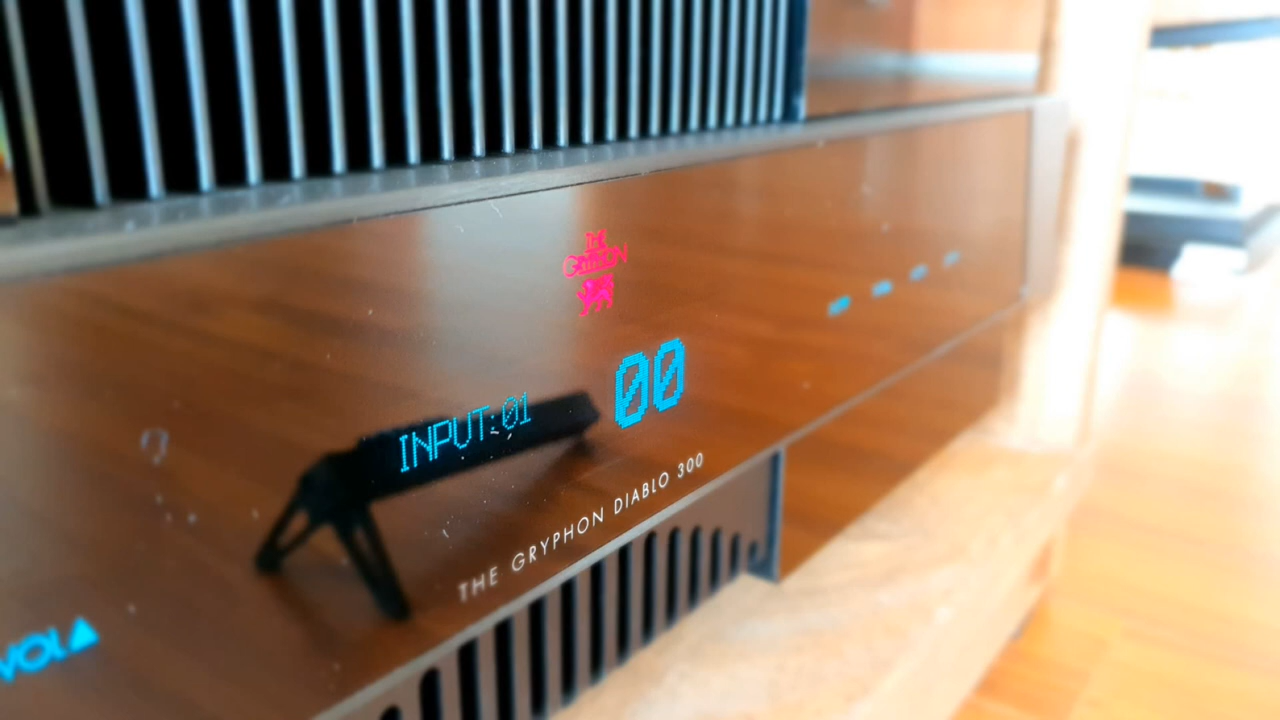 THE
GRYPHON
INPUT:01
00
THE GRYPHON DIABLO 300
VOL